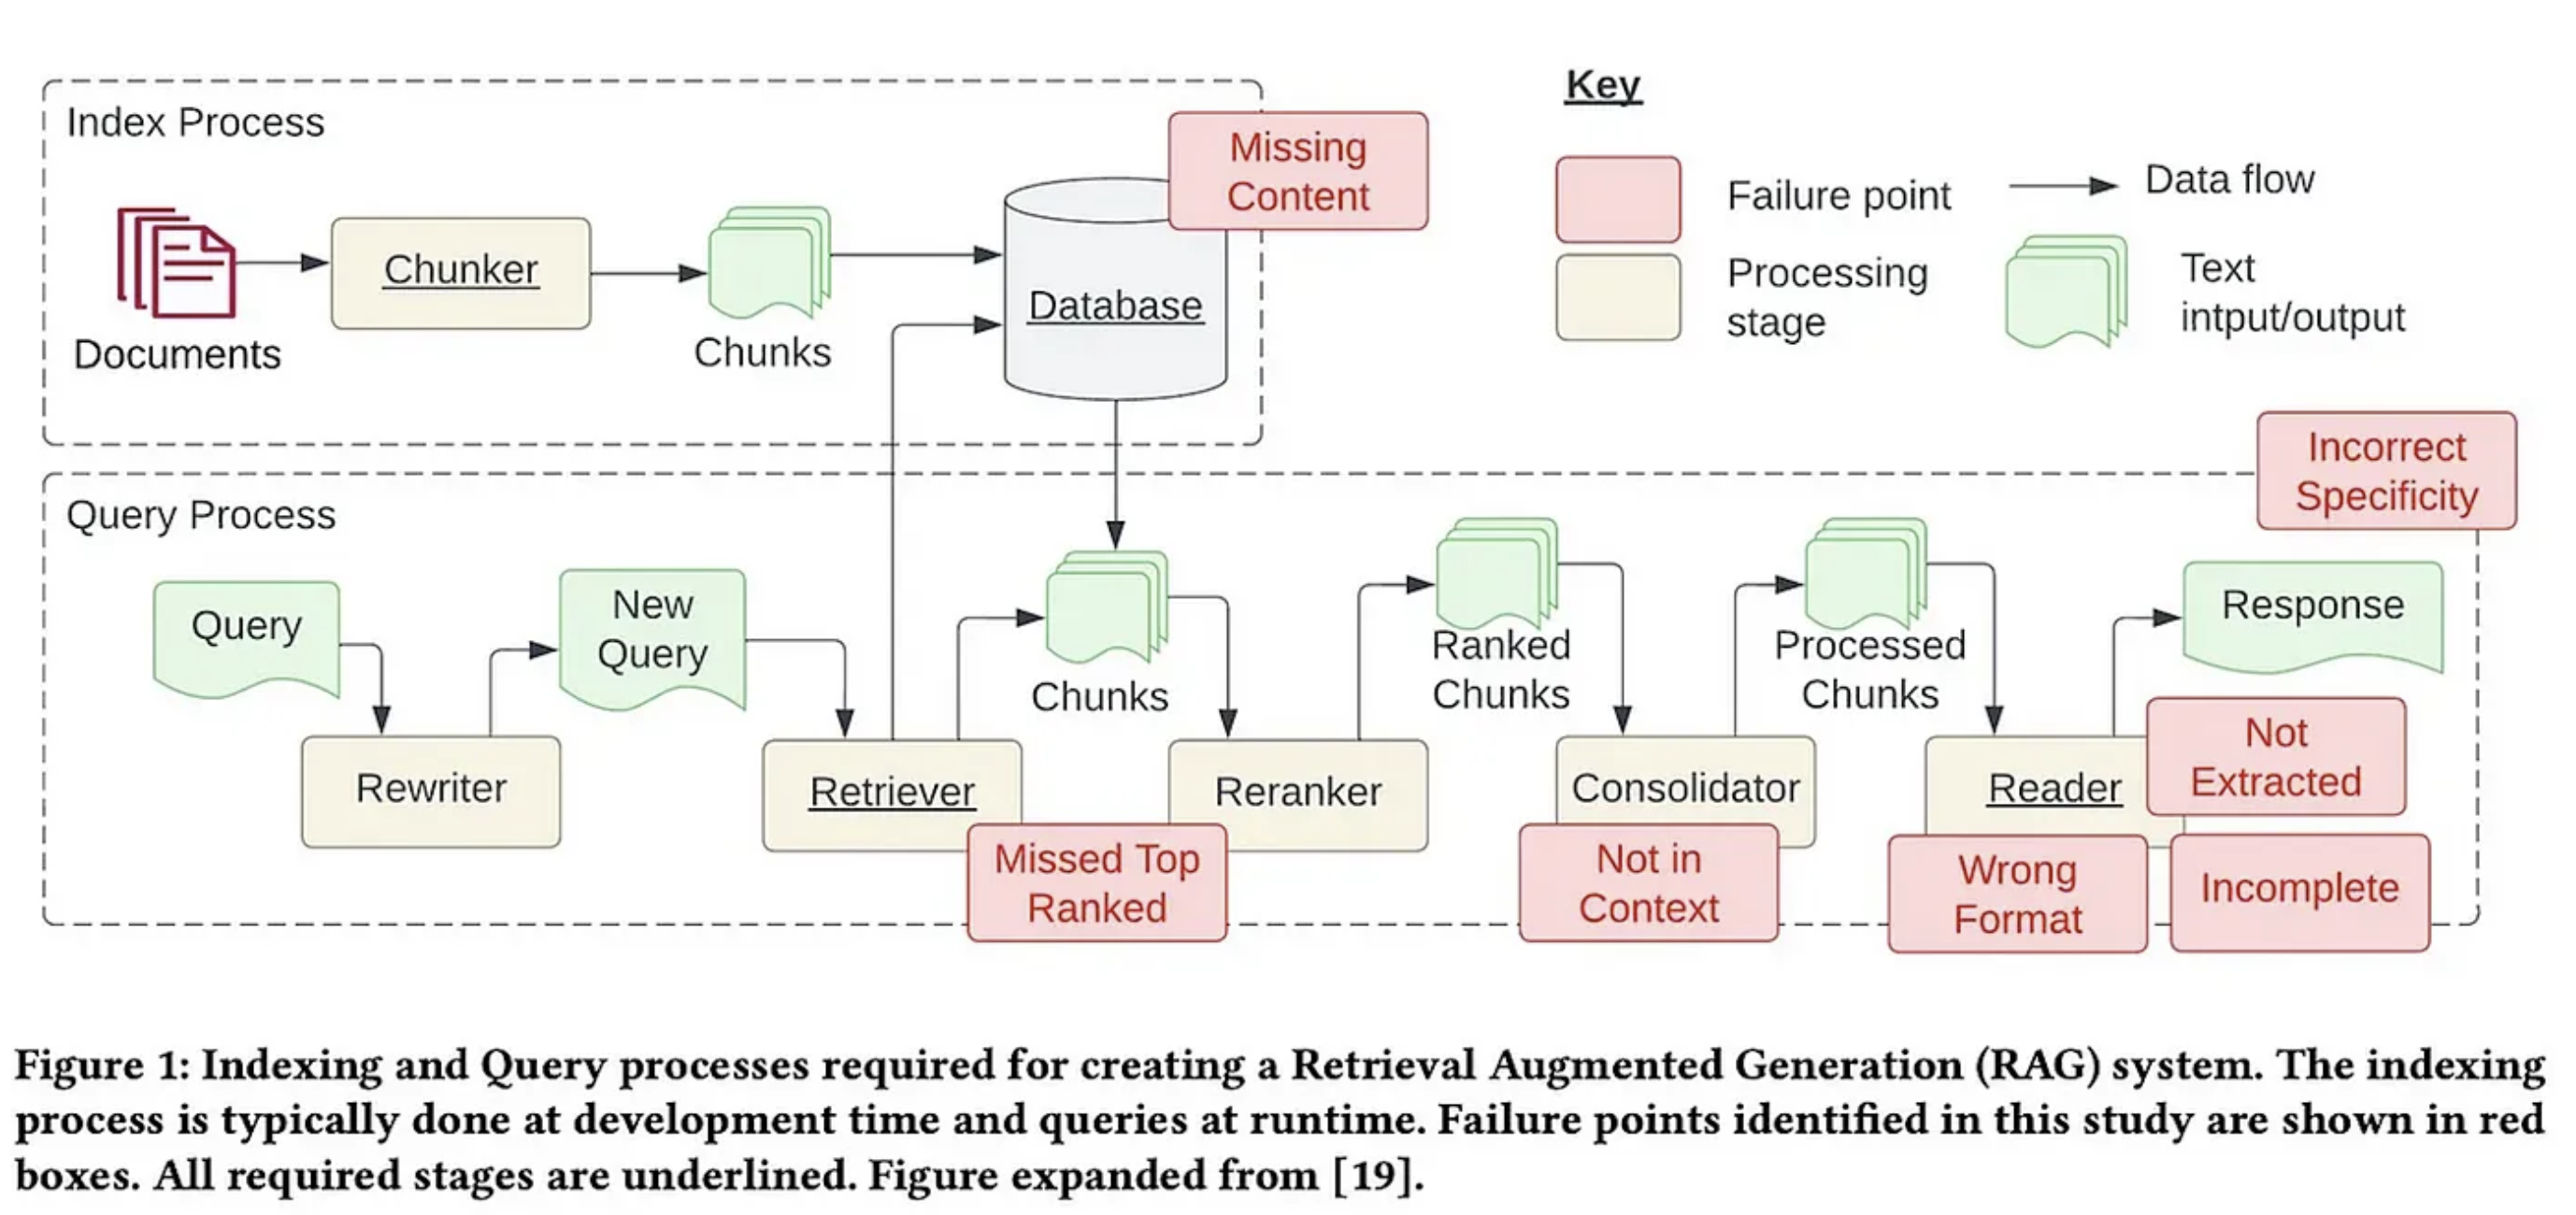 Index Process
Missing
Content
Documents
Chunker
Chunks
Database
Key
Failure point
Data flow
Processing
stage
Text
intput/output
Incorrect
Specificity
Query Process
Query
New
Query
Chunks
Ranked
Chunks
Processed
Chunks
Response
Rewriter
Retriever
Reranker
Consolidator
Reader
Not
Extracted
Missed Top
Ranked
Not in
Context
Wrong
Format
Incomplete
Figure 1: Indexing and Query processes required for creating a Retrieval Augmented Generation (RAG) system. The indexing
process is typically done at development time and queries at runtime. Failure points identified in this study are shown in red
boxes. All required stages are underlined. Figure expanded from [19].